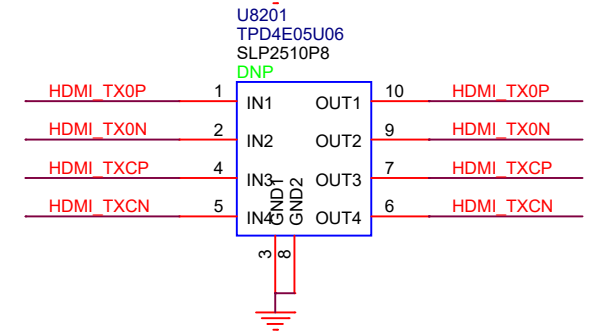 U8201
TPD4E05U06
SLP2510P8
DNP
HDMI_TX0P 1 IN1 OUT1 10 HDMI_TX0P
HDMI_TX0N 2 IN2 OUT2 9 HDMI_TX0N
HDMI_TXCP 4 IN3 OUT3 7 HDMI_TXCP
HDMI_TXCN 5 IN4 OUT4 6 HDMI_TXCN
GND1
GND2
3
8